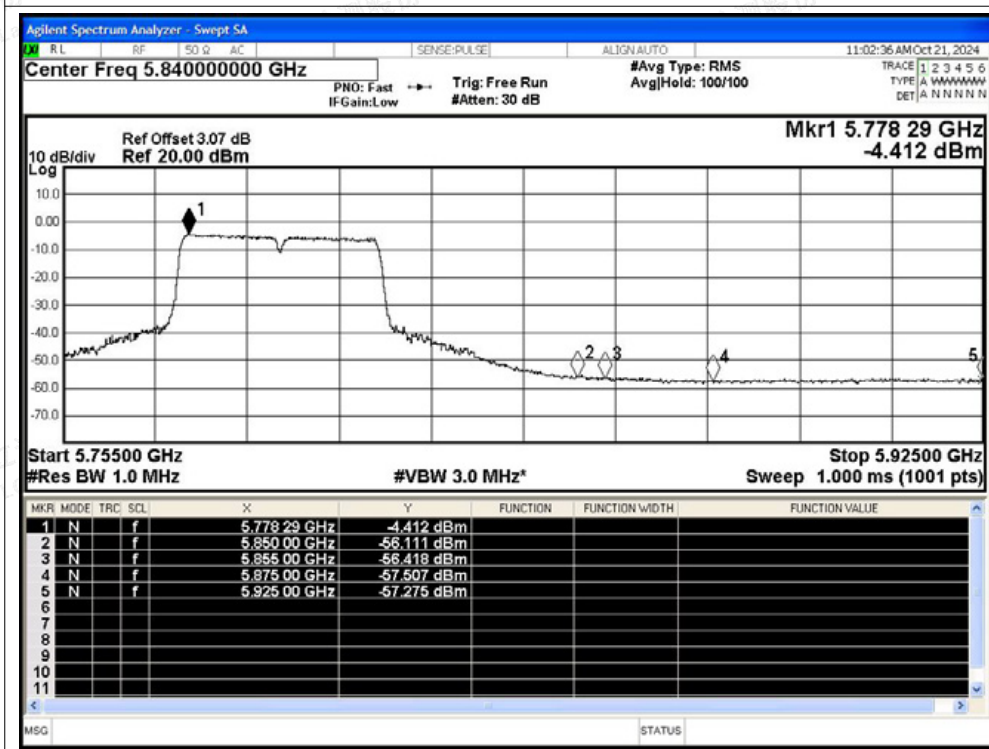 Agilent Spectrum Analyzer - Swept SA
LXI RL RF 50 Ω AC SENSE:PULSE ALIGN AUTO 11:02:36 AM Oct 21, 2024
Center Freq 5.840000000 GHz #Avg Type: RMS TRACE 1 2 3 4 5 6
PNO: Fast Trig: Free Run Avg|Hold: 100/100 TYPE A WWWWW
IFGain:Low #Atten: 30 dB DET A N N N N N
Ref Offset 3.07 dB Mkr1 5.778 29 GHz
10 dB/div Ref 20.00 dBm -4.412 dBm
Log
10.0
1
0.00
-10.0
-20.0
-30.0
-40.0
2 3 4 5
-50.0
-60.0
-70.0
Start 5.75500 GHz Stop 5.92500 GHz
#Res BW 1.0 MHz #VBW 3.0 MHz* Sweep 1.000 ms (1001 pts)
MKR MODE TRC SCL X Y FUNCTION FUNCTION WIDTH FUNCTION VALUE
1 N f 5.778 29 GHz -4.412 dBm
2 N f 5.850 00 GHz -56.111 dBm
3 N f 5.855 00 GHz -56.418 dBm
4 N f 5.875 00 GHz -57.507 dBm
5 N f 5.925 00 GHz -57.275 dBm
6
7
8
9
10
11
MSG STATUS